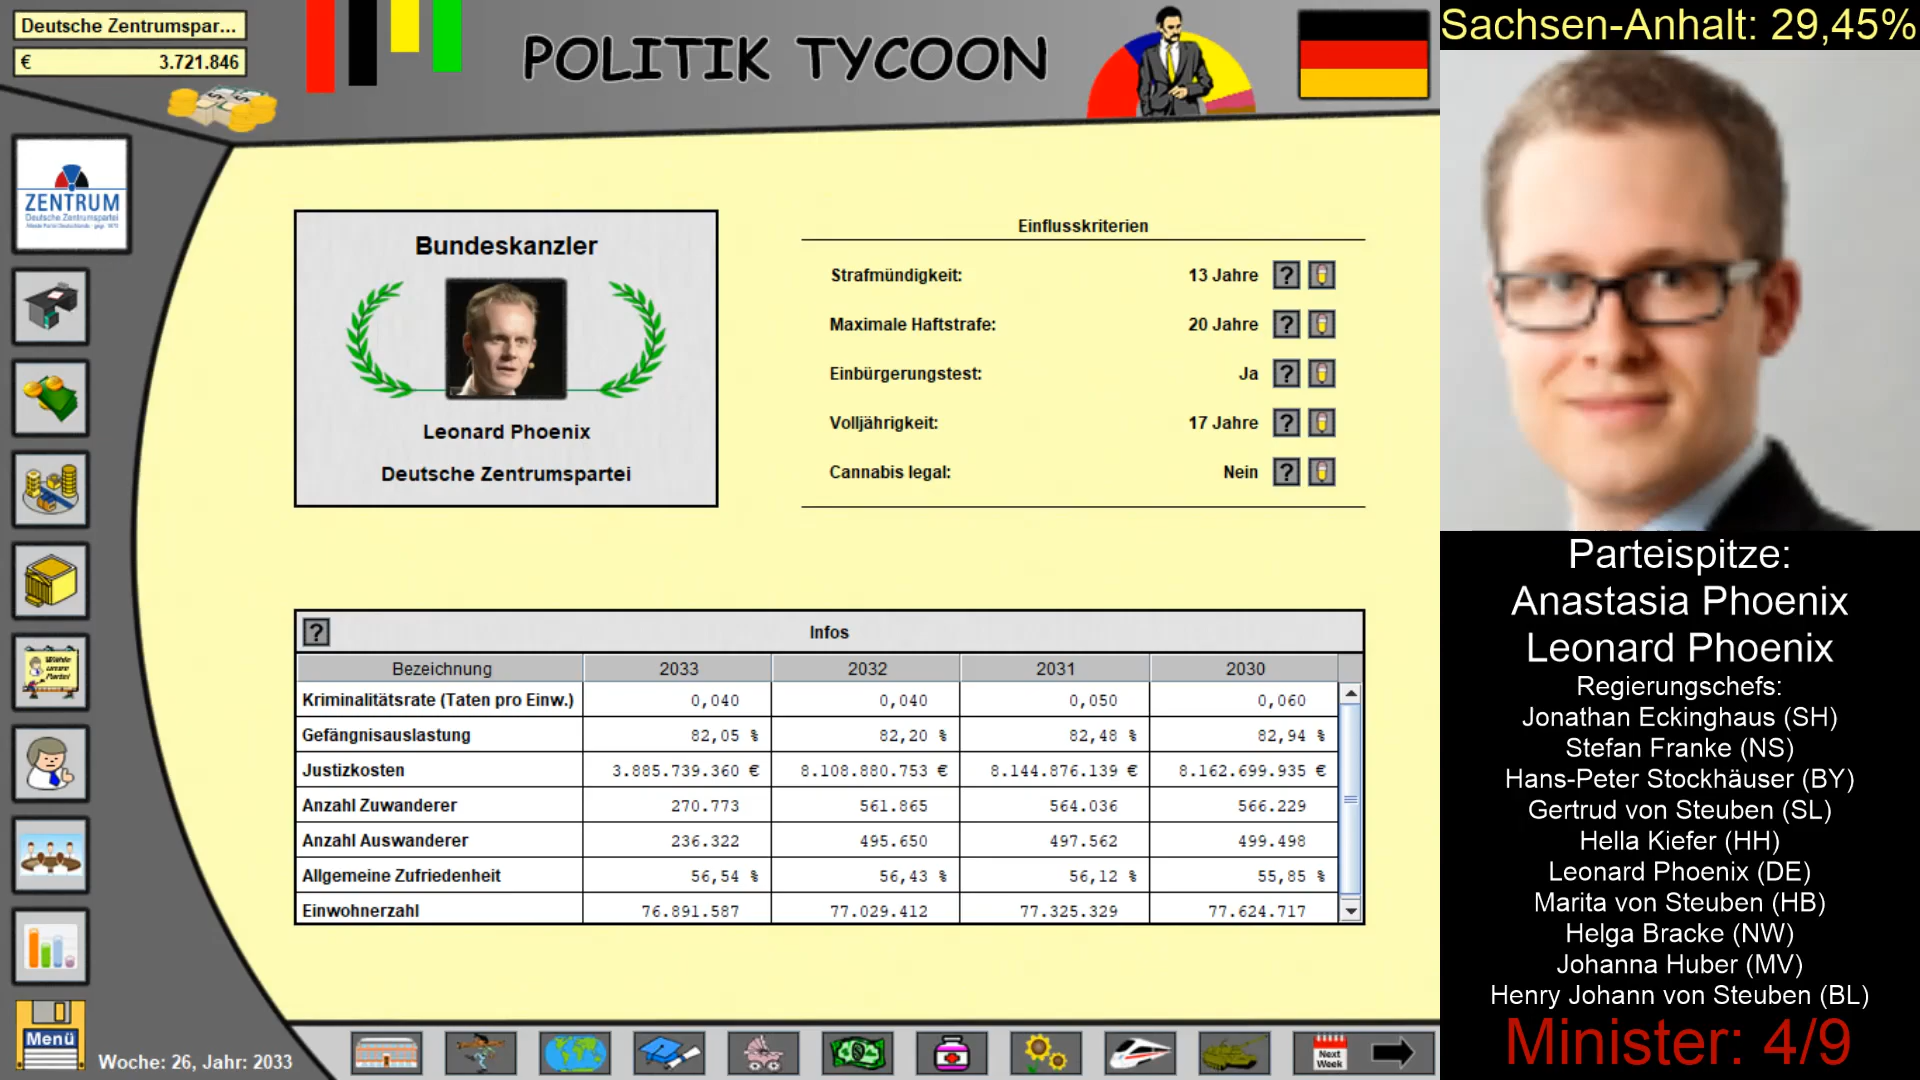 Deutsche Zentrumspar...
€ 3.721.846
POLITIK TYCOON
Sachsen-Anhalt: 29,45%
ZENTRUM
Deutsche Zentrumspartei
Bundeskanzler
Leonard Phoenix
Deutsche Zentrumspartei
Einflusskriterien
Strafmündigkeit: 13 Jahre ?
Maximale Haftstrafe: 20 Jahre ?
Einbürgerungstest: Ja ?
Volljährigkeit: 17 Jahre ?
Cannabis legal: Nein ?
? Infos
Bezeichnung 2033 2032 2031 2030
Kriminalitätsrate (Taten pro Einw.) 0,040 0,040 0,050 0,060
Gefängnisauslastung 82,05 % 82,20 % 82,48 % 82,94 %
Justizkosten 3.885.739.360 € 8.108.880.753 € 8.144.876.139 € 8.162.699.935 €
Anzahl Zuwanderer 270.773 561.865 564.036 566.229
Anzahl Auswanderer 236.322 495.650 497.562 499.498
Allgemeine Zufriedenheit 56,54 % 56,43 % 56,12 % 55,85 %
Einwohnerzahl 76.891.587 77.029.412 77.325.329 77.624.717
Wähle
unsre
Partei
Menü
Woche: 26, Jahr: 2033
Next
Week
Parteispitze:
Anastasia Phoenix
Leonard Phoenix
Regierungschefs:
Jonathan Eckinghaus (SH)
Stefan Franke (NS)
Hans-Peter Stockhäuser (BY)
Gertrud von Steuben (SL)
Hella Kiefer (HH)
Leonard Phoenix (DE)
Marita von Steuben (HB)
Helga Bracke (NW)
Johanna Huber (MV)
Henry Johann von Steuben (BL)
Minister: 4/9